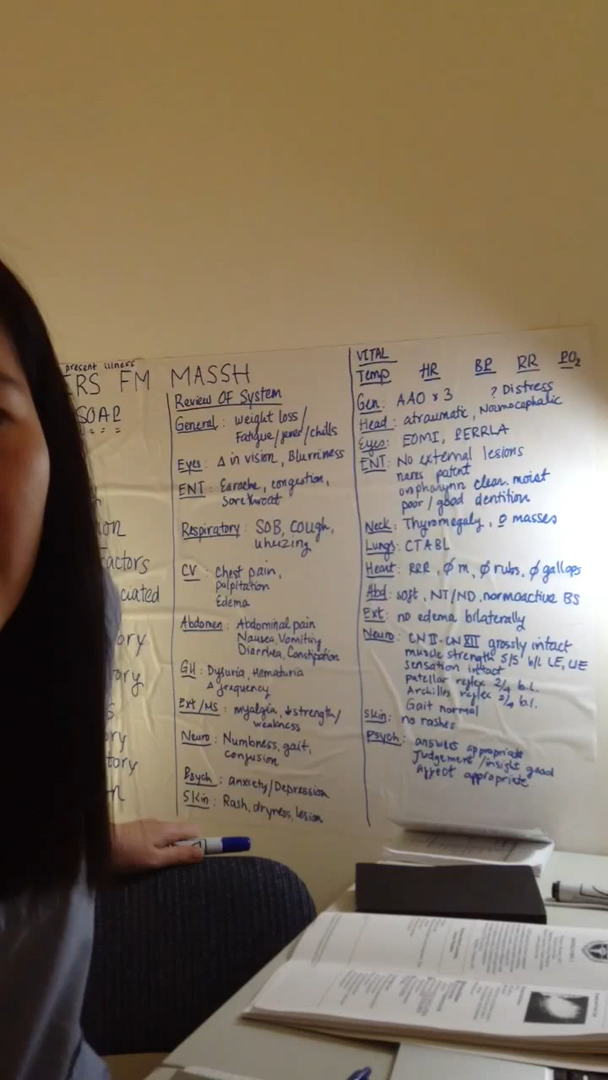 present illness
ERS FM MASSH
SOAP
on
Factors
ciated
ory
ary
s
ory
tory
n
Review OF System
General: weight loss/
Fatigue/fever/chills
Eyes: Δ in vision, Blurriness
ENT: Earache, congestion,
Sore throat
Respiratory: SOB, cough,
wheezing
CV: Chest pain,
palpitation
Edema
Abdomen: Abdominal pain
Nausea, Vomiting
Diarrhea, Constipation
GU: Dysuria, Hematuria
Δ frequency
Ext/MS: myalgia, ↓strength/
weakness
Neuro: Numbness, gait,
confusion
Psych: anxiety/Depression
Skin: Rash, dryness, lesion
VITAL
Temp HR BP RR PO2
Gen: AAO x 3 ? Distress
Head: atraumatic, Normocephalic
Eyes: EOMI, PERRLA
ENT: No external lesions
nares patent
oropharynx clean, moist
poor/good dentition
Neck: Thyromegaly, masses
Lungs: CTABL
Heart: RRR, Ø m, Ø rubs, Ø gallops
Abd: soft, NT/ND, normoactive BS
Ext: no edema bilaterally
Neuro: CN II-CN XII grossly intact
muscle strength 5/5 b/l LE, UE
sensation intact
patellar reflex 2/4 b.l.
Archilles reflex 2/4 b.l.
Gait normal
Skin: no rashes
Psych: answers appropriate
Judgement/insight good
Affect appropriate